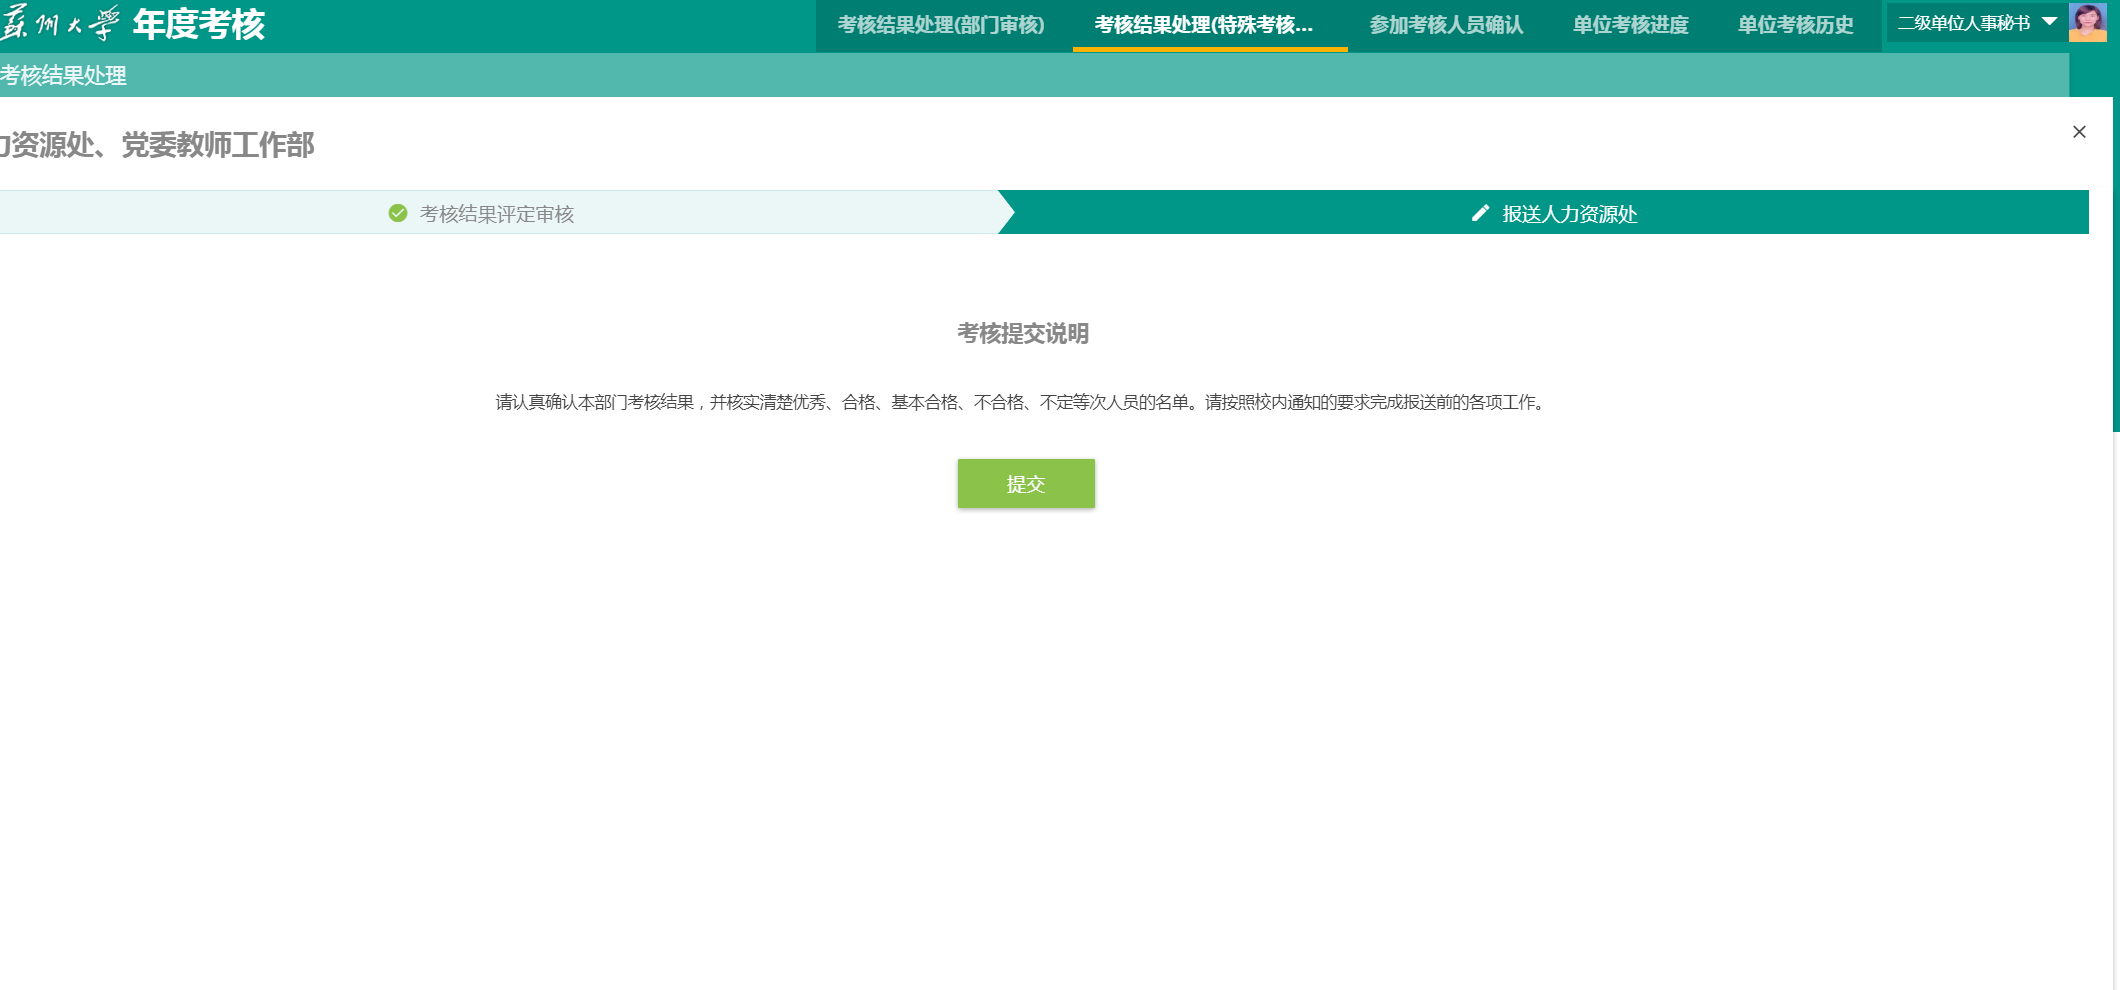 蘇州大學 年度考核
考核结果处理(部门审核)
考核结果处理(特殊考核...
参加考核人员确认
单位考核进度
单位考核历史
二级单位人事秘书
考核结果处理
力资源处、党委教师工作部
考核结果评定审核
报送人力资源处
考核提交说明
请认真确认本部门考核结果，并核实清楚优秀、合格、基本合格、不合格、不定等次人员的名单。请按照校内通知的要求完成报送前的各项工作。
提交